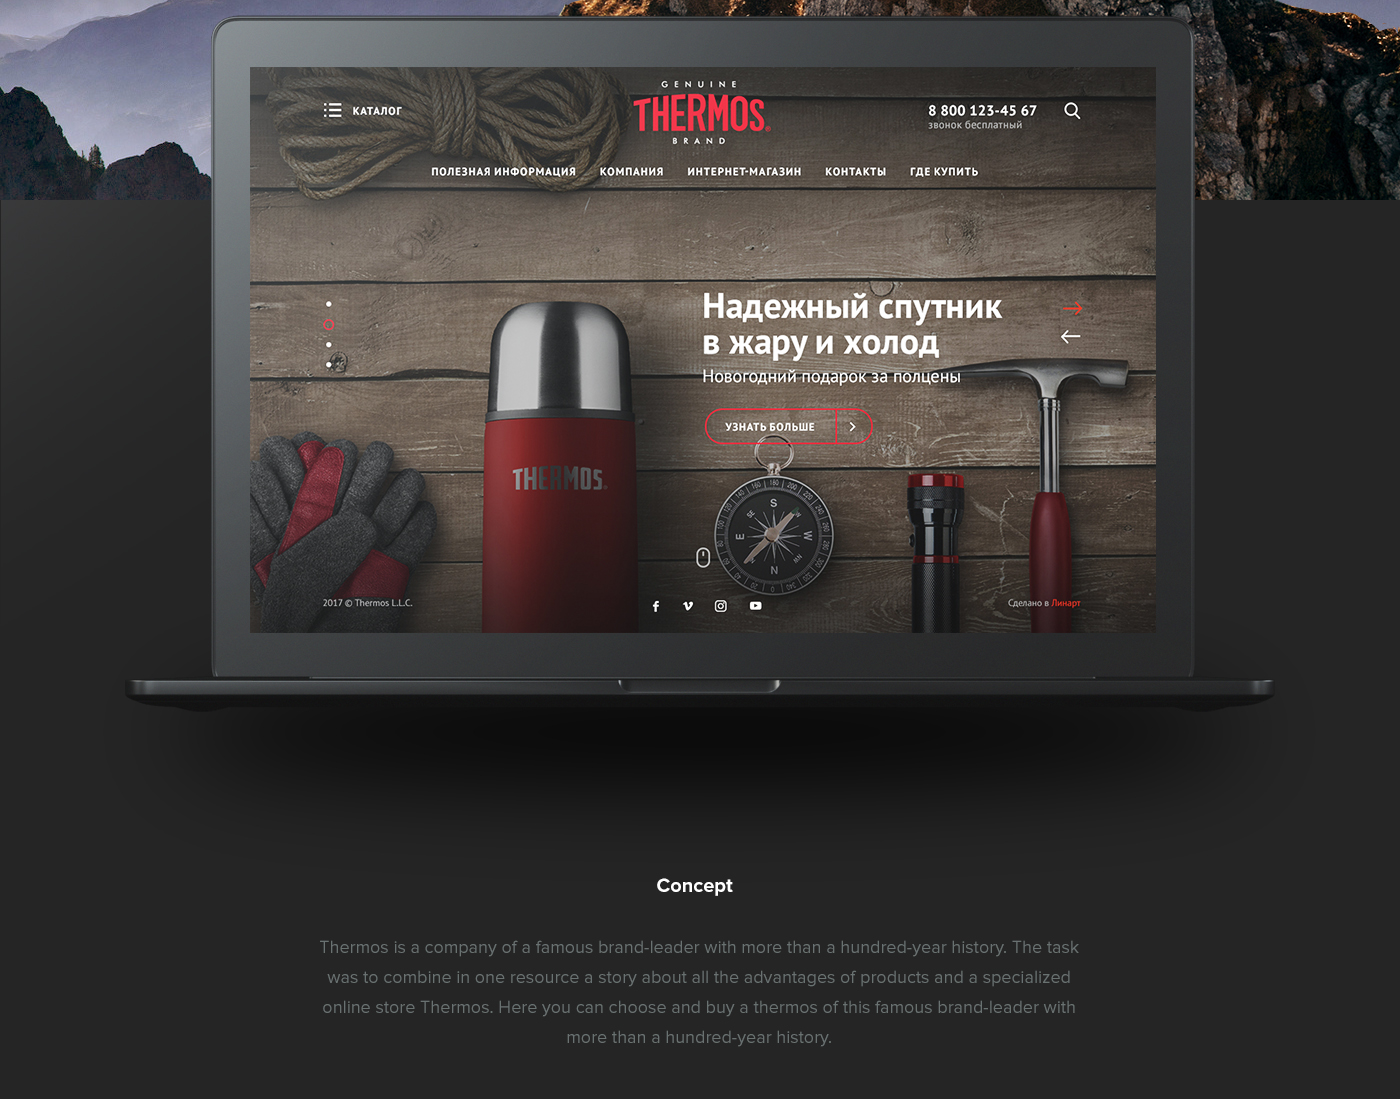 КАТАЛОГ
GENUINE
THERMOS®
BRAND
8 800 123-45 67
звонок бесплатный
ПОЛЕЗНАЯ ИНФОРМАЦИЯ КОМПАНИЯ ИНТЕРНЕТ-МАГАЗИН КОНТАКТЫ ГДЕ КУПИТЬ
Надежный спутник
в жару и холод
Новогодний подарок за полцены
УЗНАТЬ БОЛЬШЕ
THERMOS®
S
SE
E
W
NW
N
2017 © Thermos L.L.C.
Сделано в Линарт
Concept
Thermos is a company of a famous brand-leader with more than a hundred-year history. The task
was to combine in one resource a story about all the advantages of products and a specialized
online store Thermos. Here you can choose and buy a thermos of this famous brand-leader with
more than a hundred-year history.